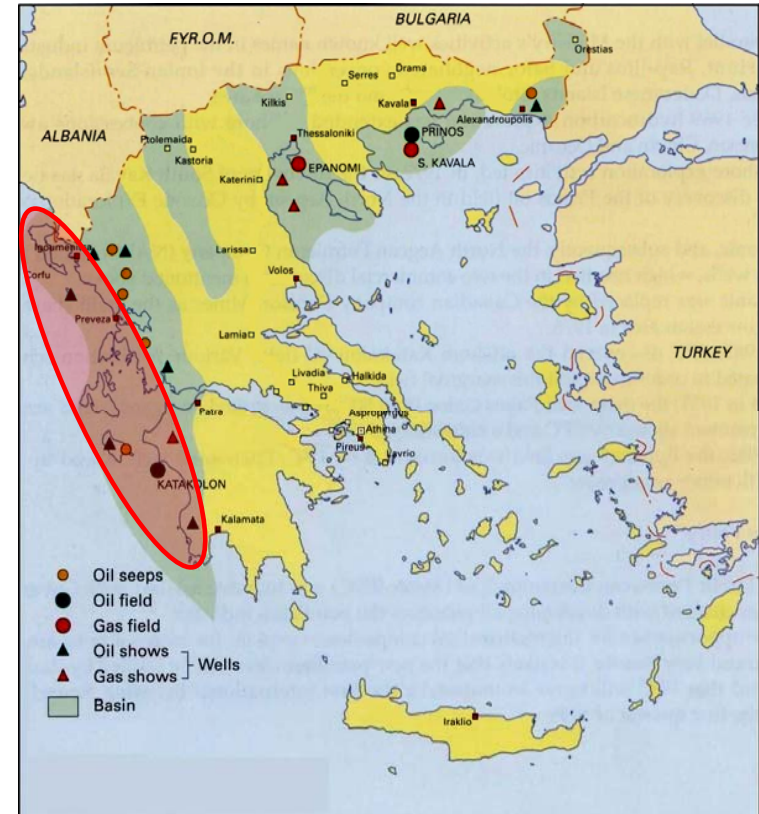 BULGARIA
F.Y.R.O.M.
Orestias
Drama
Serres
Kilkis
Kavala
Alexandroupolis
ALBANIA
Ptolemaida
Thessaloniki
PRINOS
Kastoria
EPANOMI
S. KAVALA
Katerini
Igoumenitsa
Larissa
Corfu
Volos
Preveza
Lamia
TURKEY
Livadia
Halkida
Thiva
Patra
Aspropyrgos
Athina
Pireus
Lavrio
KATAKOLON
Kalamata
Oil seeps
Oil field
Gas field
Oil shows
Wells
Gas shows
Basin
Iraklio